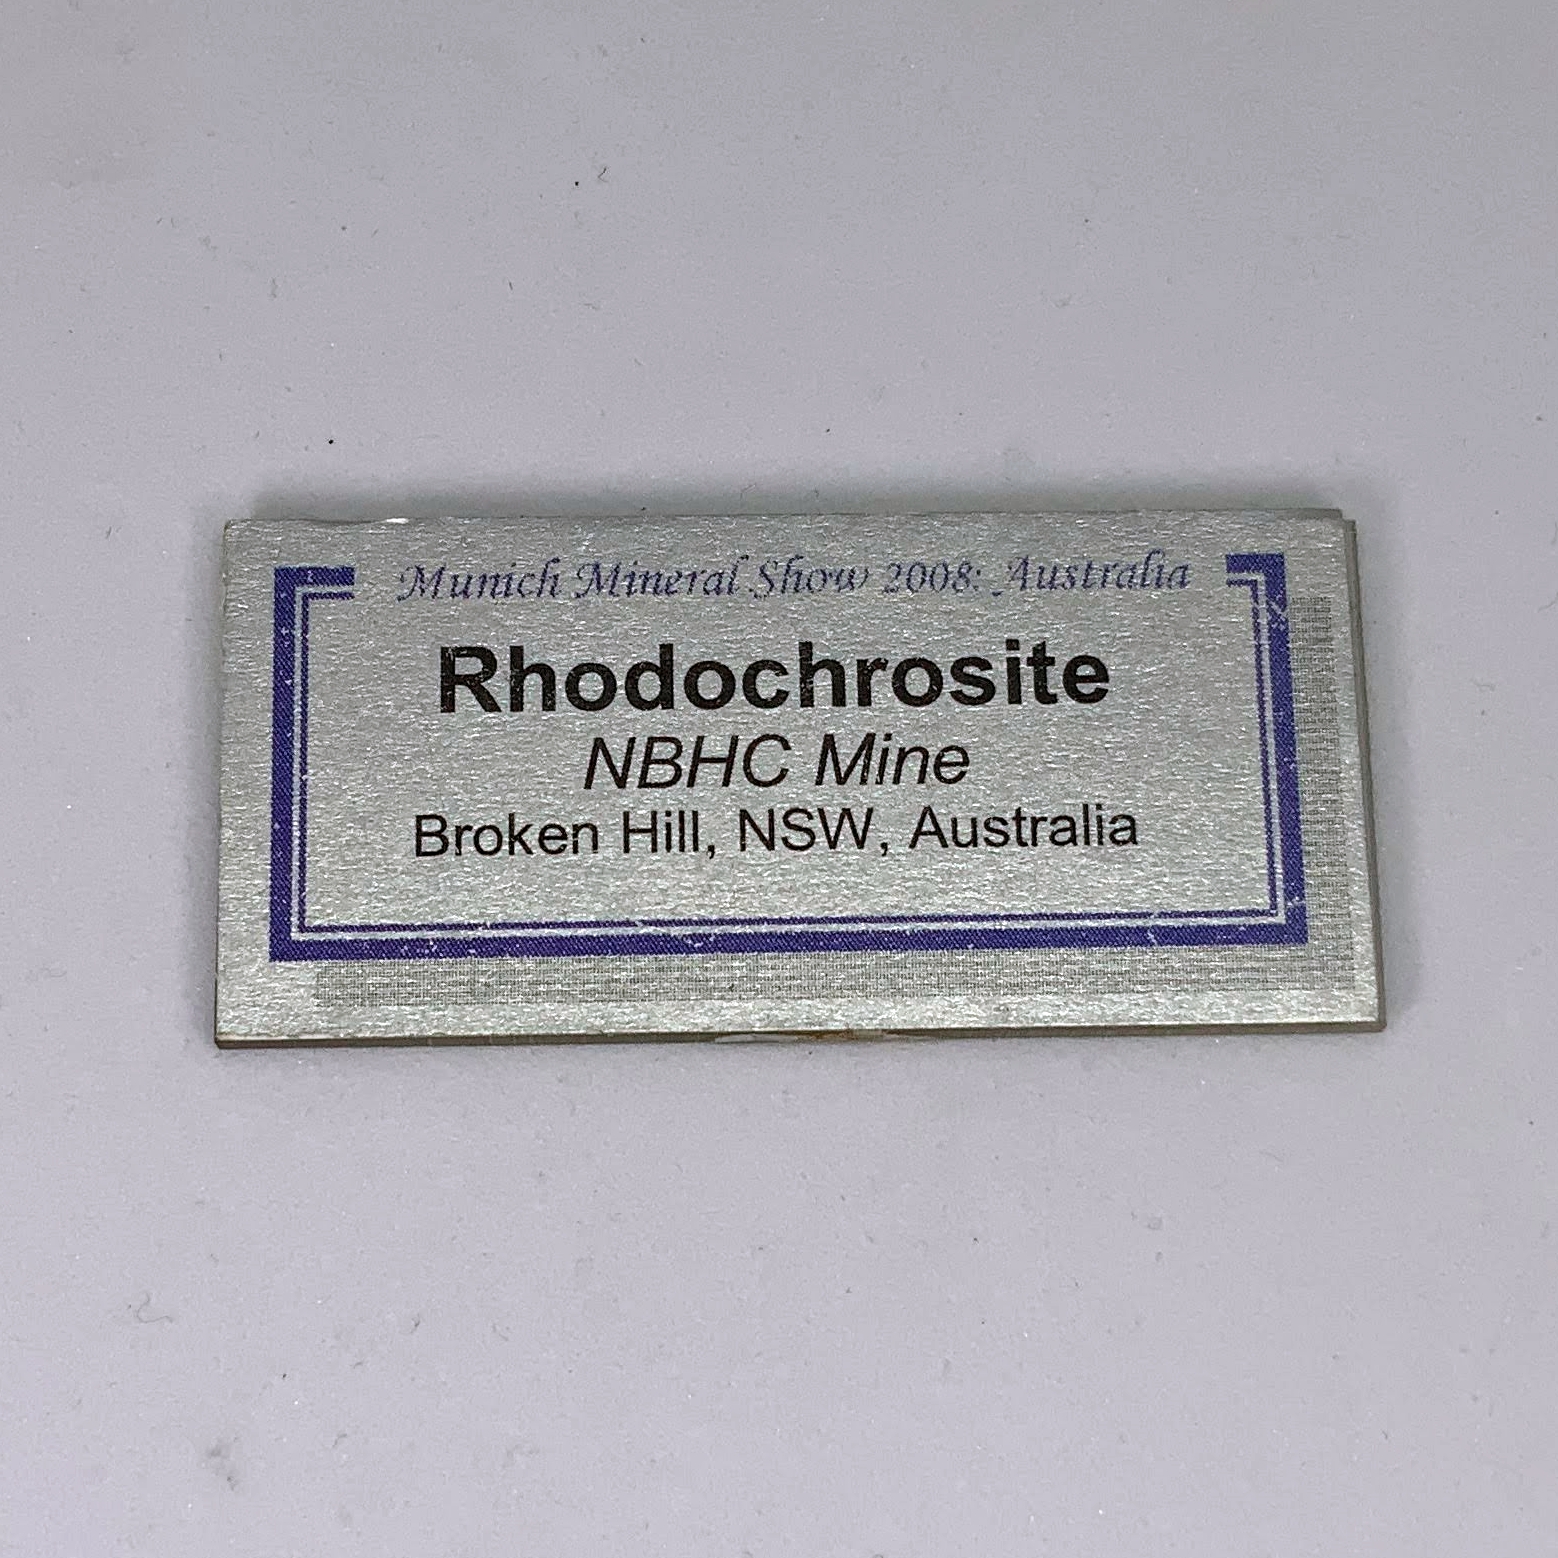 Munich Mineral Show 2008: Australia
Rhodochrosite
NBHC Mine
Broken Hill, NSW, Australia